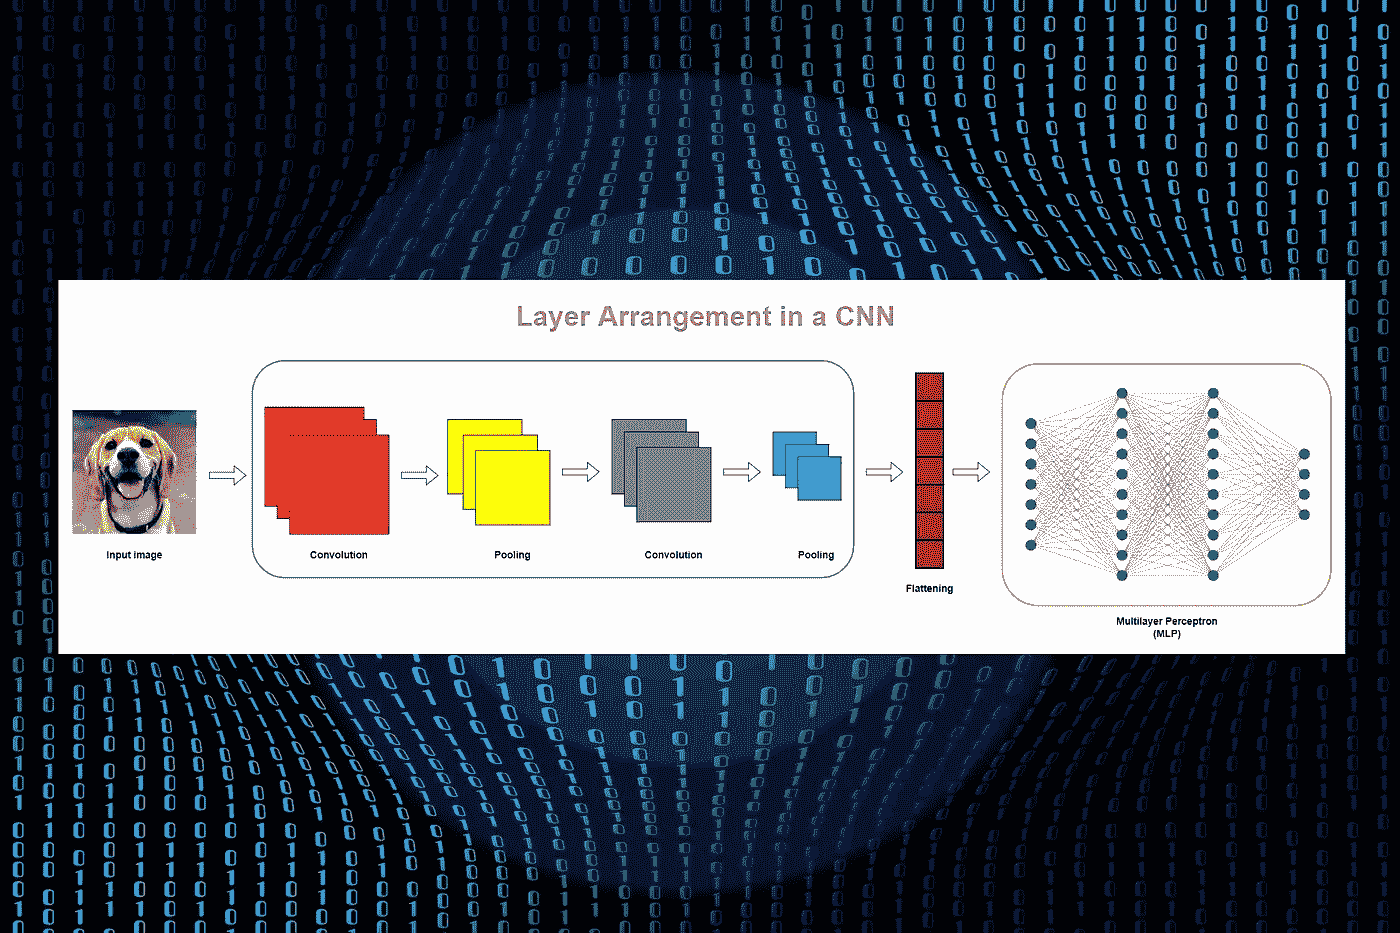 Layer Arrangement in a CNN
Input image
Convolution
Pooling
Convolution
Pooling
Flattening
Multilayer Perceptron
(MLP)